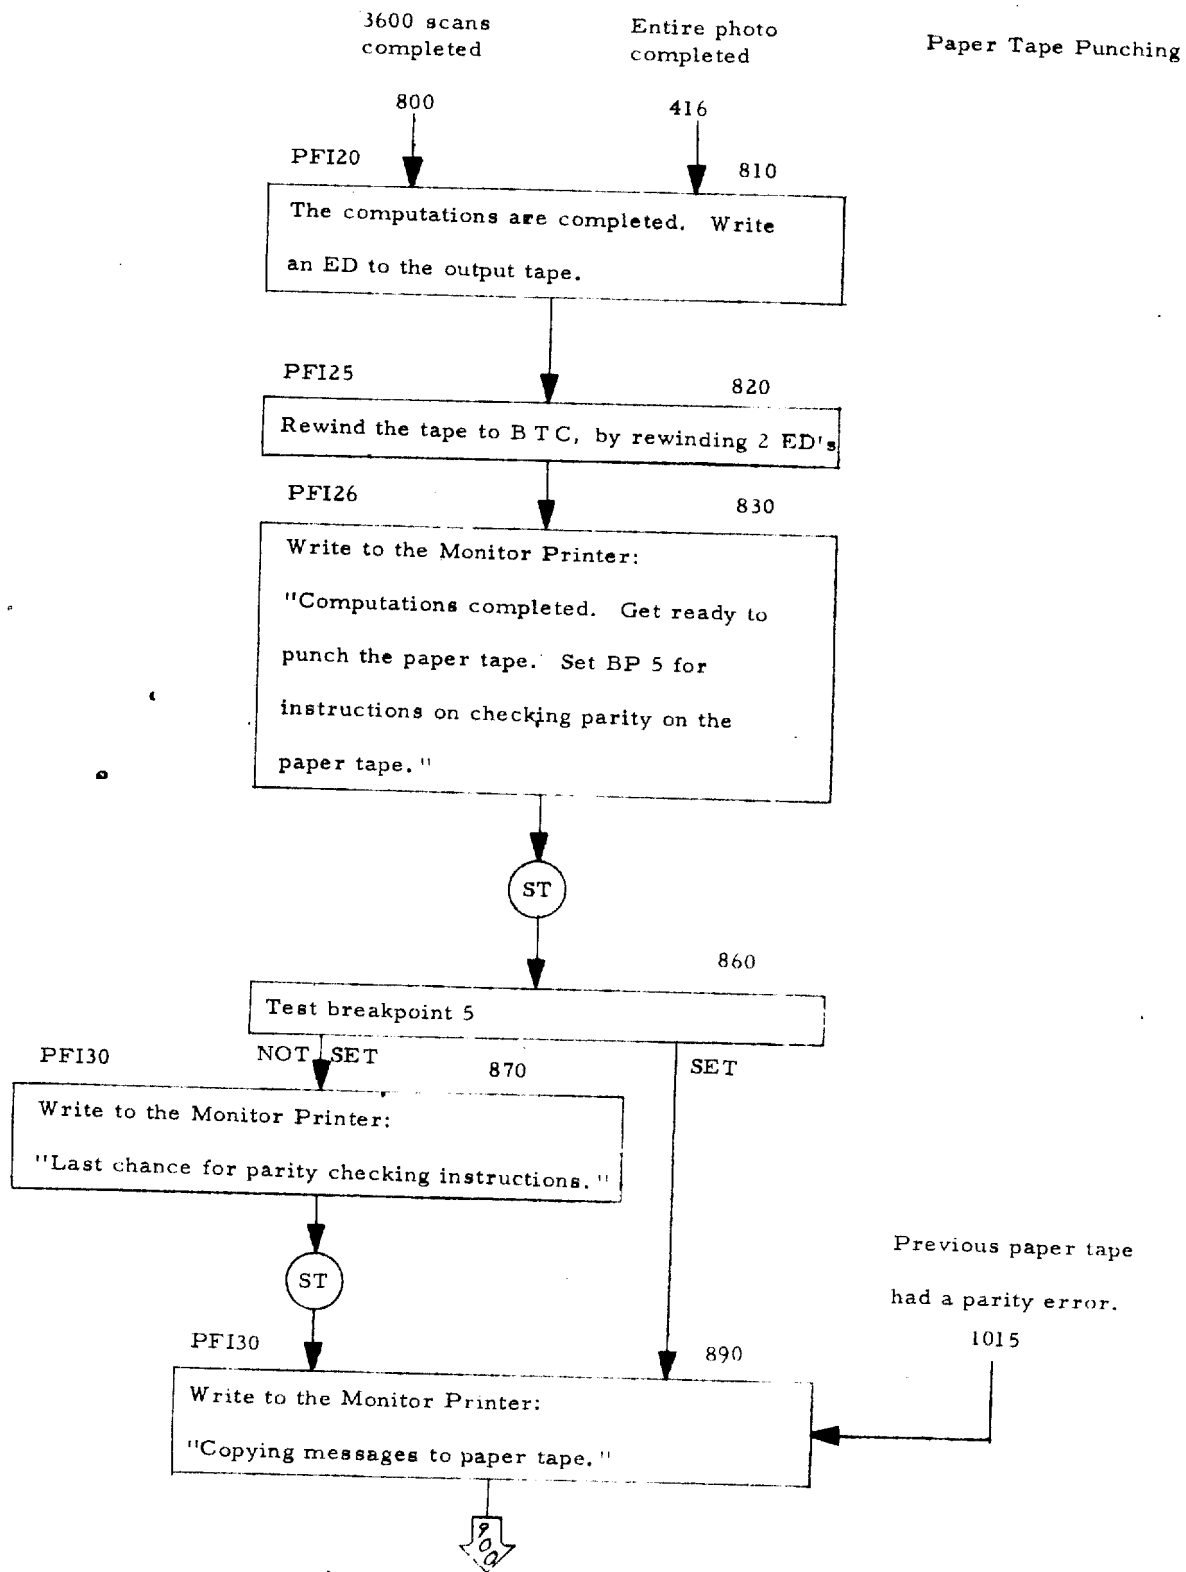 3600 scans
completed
Entire photo
completed
Paper Tape Punching
800
416
PFI20
810
The computations are completed. Write
an ED to the output tape.
PFI25
820
Rewind the tape to B T C, by rewinding 2 ED's
PFI26
830
Write to the Monitor Printer:
"Computations completed. Get ready to
punch the paper tape. Set BP 5 for
instructions on checking parity on the
paper tape."
ST
860
Test breakpoint 5
PFI30
NOT SET
870
SET
Write to the Monitor Printer:
"Last chance for parity checking instructions."
ST
Previous paper tape
had a parity error.
1015
PFI30
890
Write to the Monitor Printer:
"Copying messages to paper tape."
900